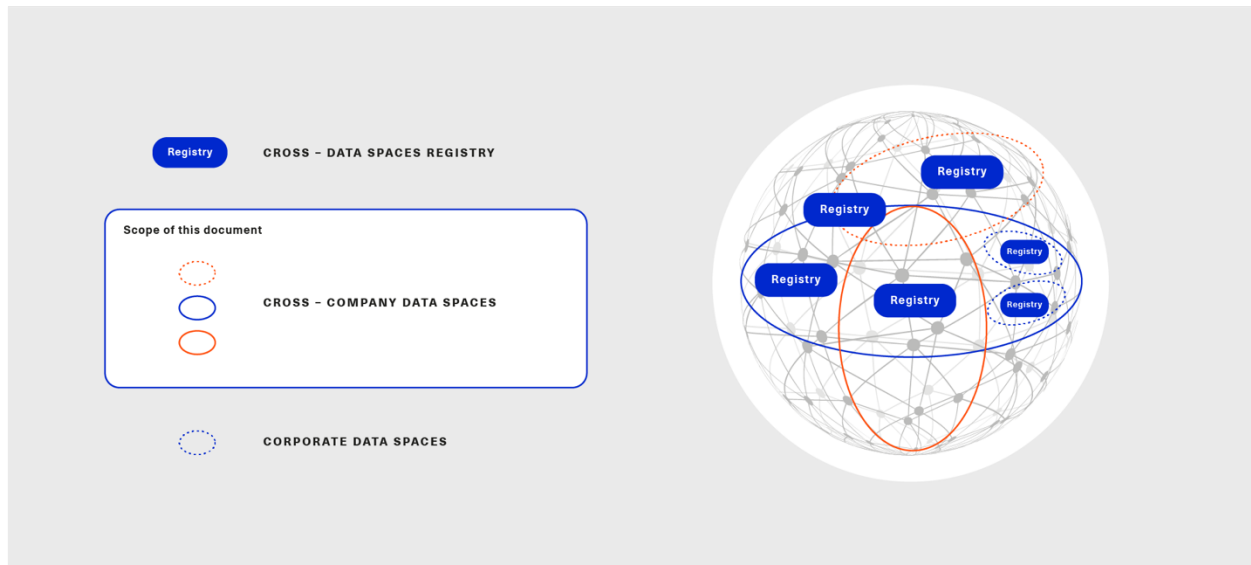 Registry
CROSS – DATA SPACES REGISTRY
Scope of this document
CROSS – COMPANY DATA SPACES
CORPORATE DATA SPACES
Registry
Registry
Registry
Registry
Registry
Registry